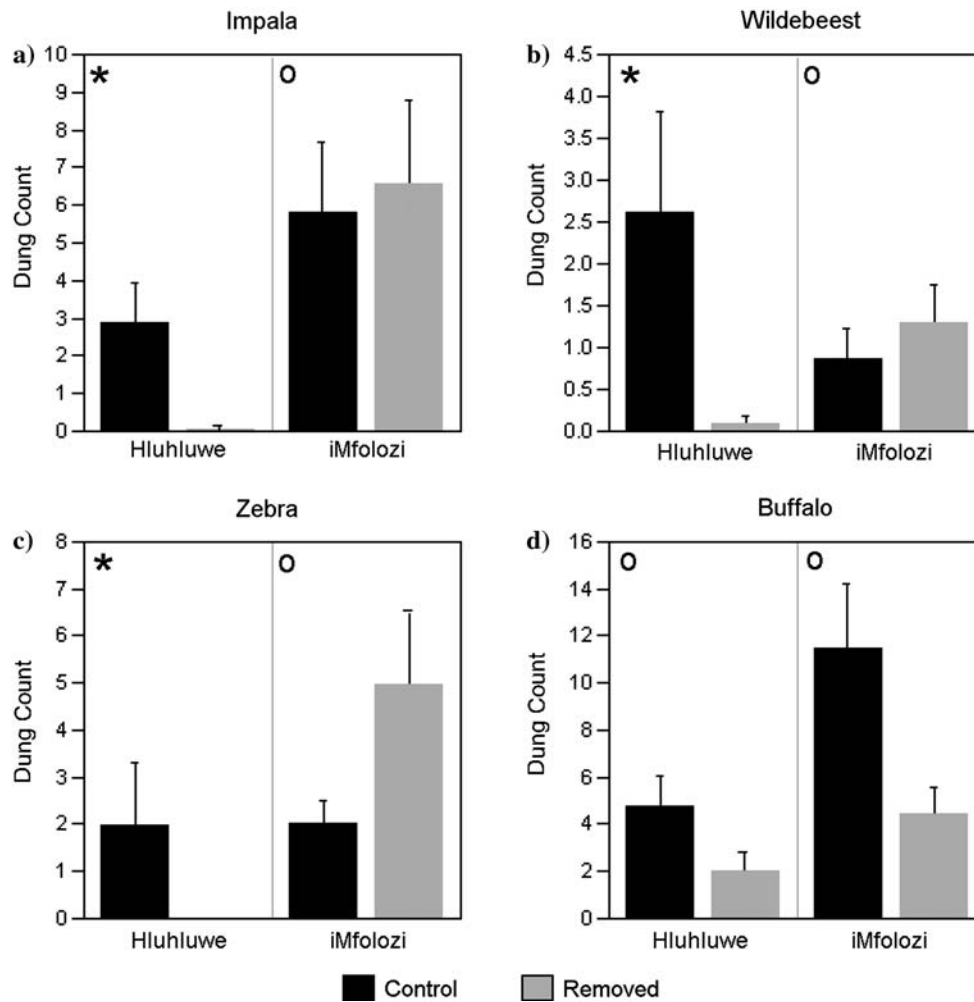 Impala
a)
*
o
10
9
8
7
6
5
4
3
2
1
0
Dung Count
Hluhluwe
iMfolozi
Wildebeest
b)
*
o
4.5
4.0
3.5
3.0
2.5
2.0
1.5
1.0
0.5
0.0
Dung Count
Hluhluwe
iMfolozi
Zebra
c)
*
o
8
7
6
5
4
3
2
1
0
Dung Count
Hluhluwe
iMfolozi
Buffalo
d)
o
o
16
14
12
10
8
6
4
2
0
Dung Count
Hluhluwe
iMfolozi
Control
Removed